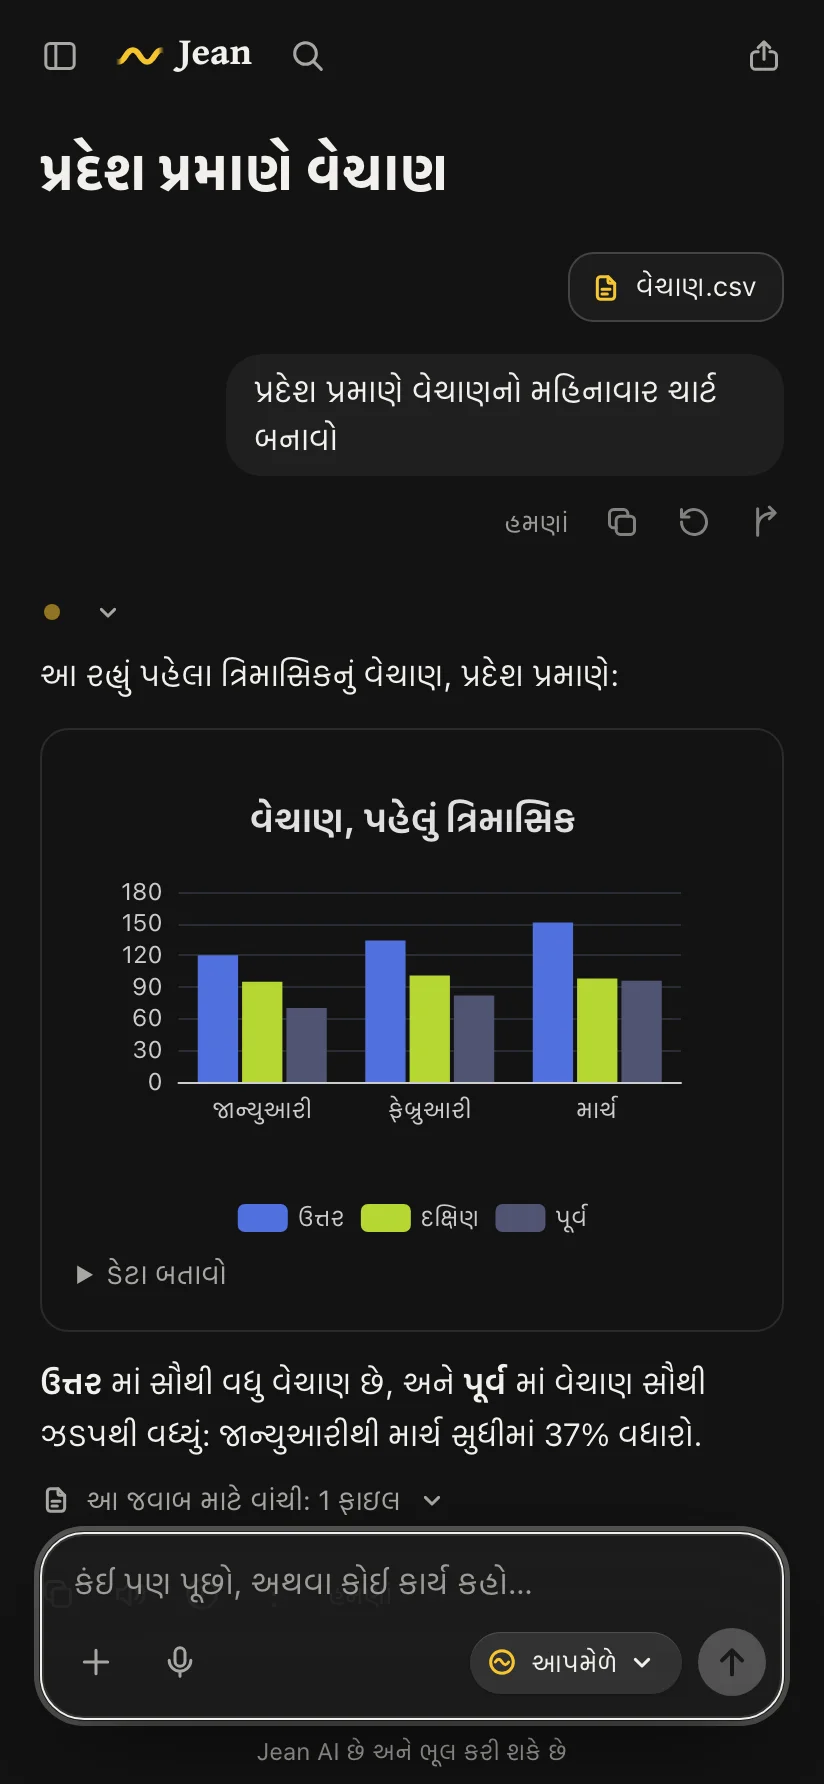 Jean
પ્રદેશ પ્રમાણે વેચાણ
વેચાણ.csv
પ્રદેશ પ્રમાણે વેચાણનો મહિનાવાર ચાર્ટ
બનાવો
હમણાં
આ રહ્યું પહેલા ત્રિમાસિકનું વેચાણ, પ્રદેશ પ્રમાણે:
વેચાણ, પહેલું ત્રિમાસિક
180
150
120
90
60
30
0
જાન્યુઆરી ફેબ્રુઆરી માર્ચ
ઉત્તર દક્ષિણ પૂર્વ
ડેટા બતાવો
ઉત્તર માં સૌથી વધુ વેચાણ છે, અને પૂર્વ માં વેચાણ સૌથી
ઝડપથી વધ્યું: જાન્યુઆરીથી માર્ચ સુધીમાં 37% વધારો.
આ જવાબ માટે વાંચી: 1 ફાઇલ
કંઈ પણ પૂછો, અથવા કોઈ કાર્ય કહો...
હમણાં
આપમેળે
Jean AI છે અને ભૂલ કરી શકે છે